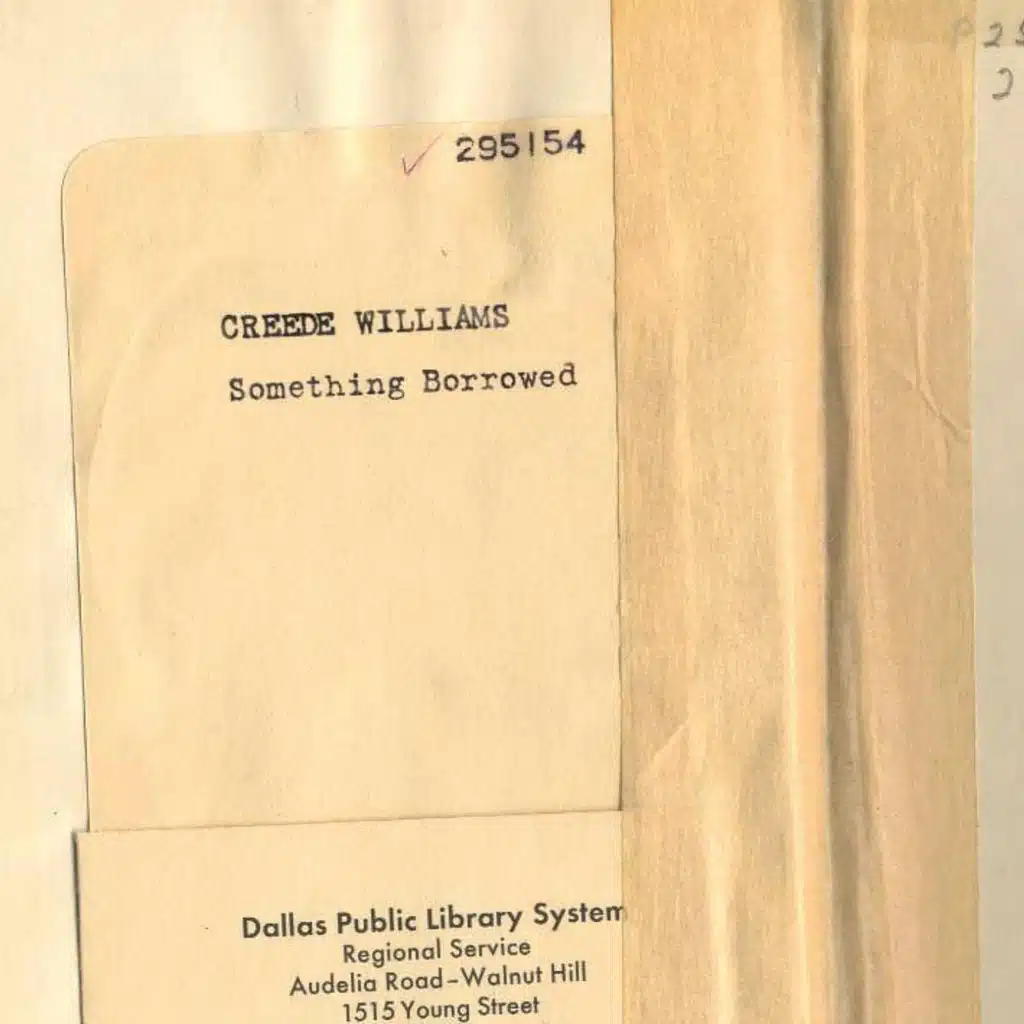 295154
CREEDE WILLIAMS
Something Borrowed
Dallas Public Library System
Regional Service
Audelia Road-Walnut Hill
1515 Young Street